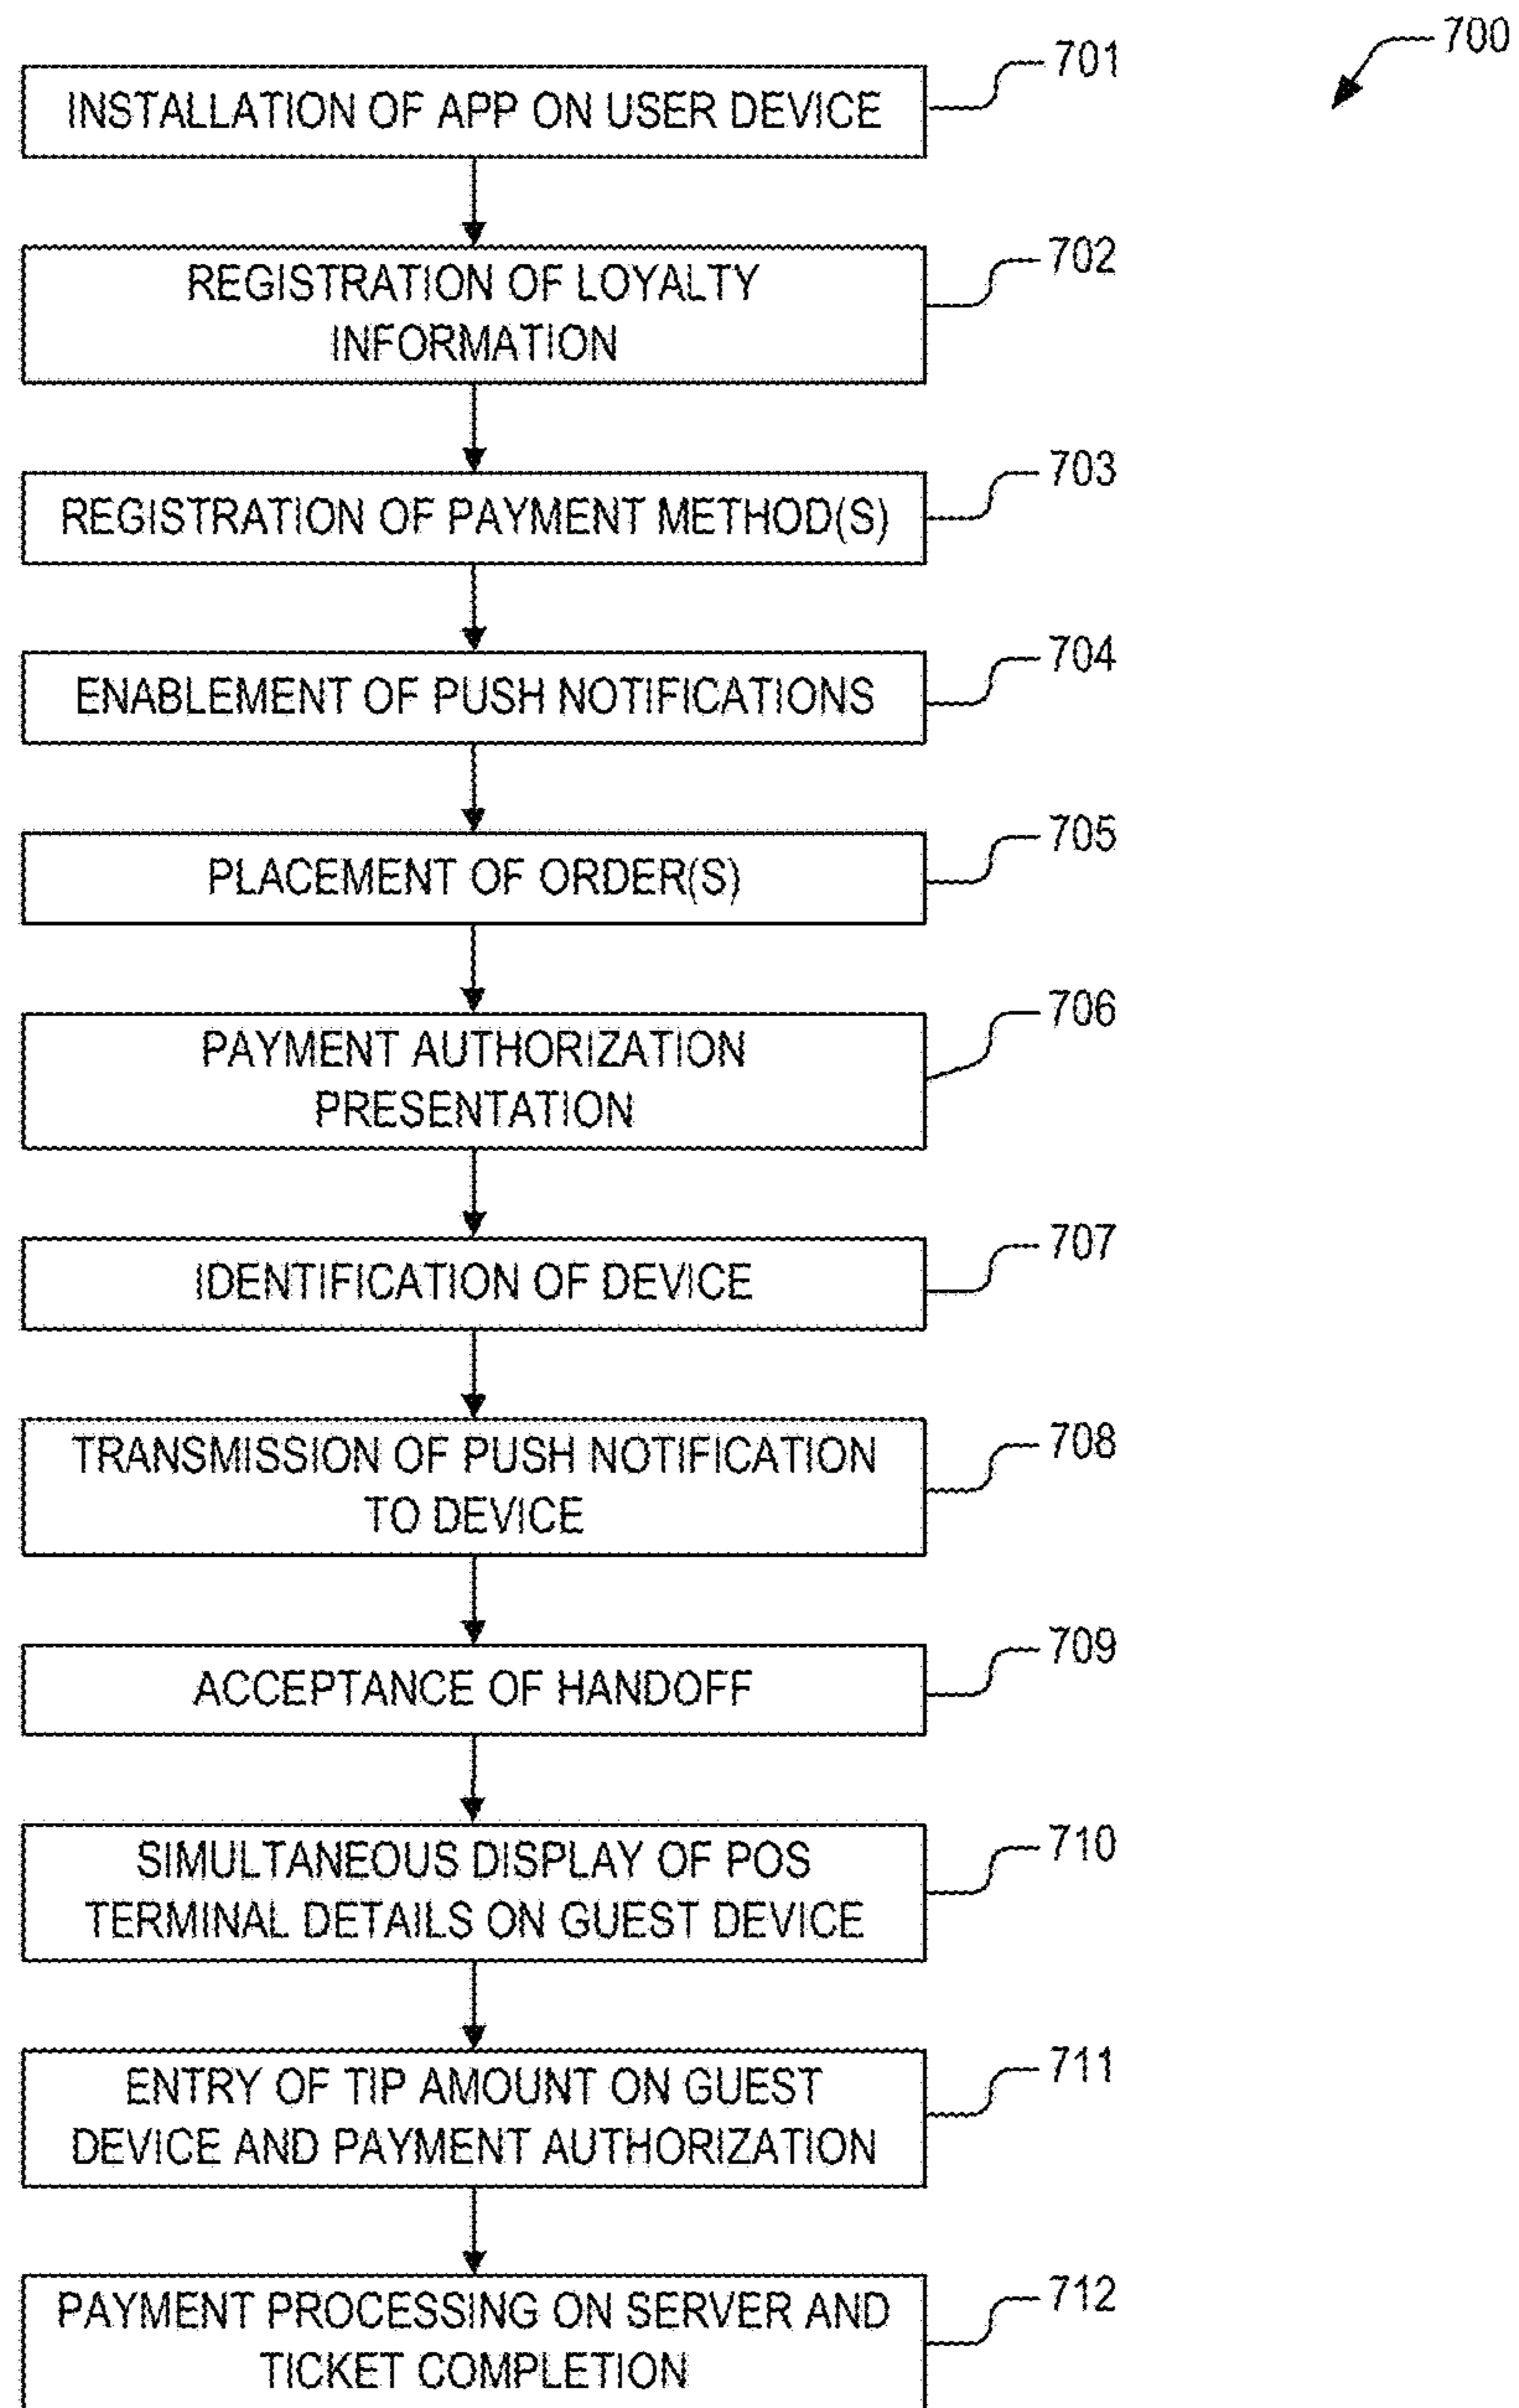 700
INSTALLATION OF APP ON USER DEVICE
701
REGISTRATION OF LOYALTY
INFORMATION
702
REGISTRATION OF PAYMENT METHOD(S)
703
ENABLEMENT OF PUSH NOTIFICATIONS
704
PLACEMENT OF ORDER(S)
705
PAYMENT AUTHORIZATION
PRESENTATION
706
IDENTIFICATION OF DEVICE
707
TRANSMISSION OF PUSH NOTIFICATION
TO DEVICE
708
ACCEPTANCE OF HANDOFF
709
SIMULTANEOUS DISPLAY OF POS
TERMINAL DETAILS ON GUEST DEVICE
710
ENTRY OF TIP AMOUNT ON GUEST
DEVICE AND PAYMENT AUTHORIZATION
711
PAYMENT PROCESSING ON SERVER AND
TICKET COMPLETION
712